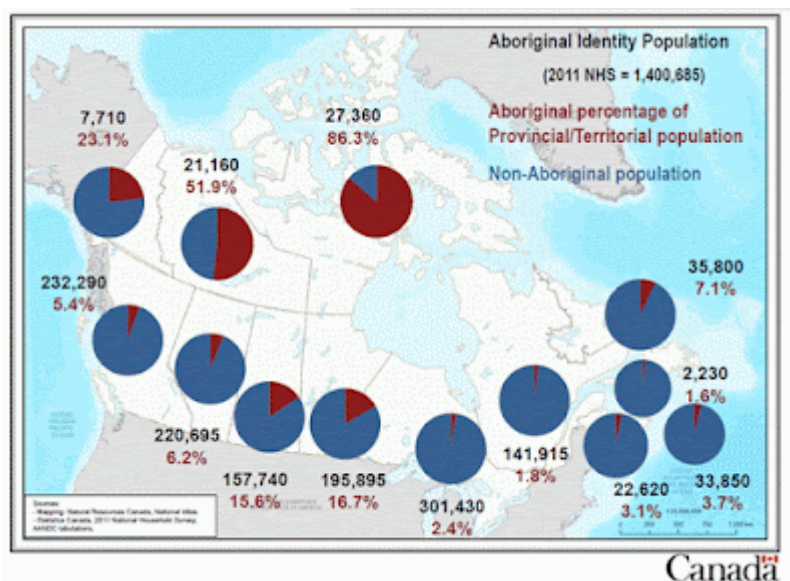 Aboriginal Identity Population
(2011 NHS = 1,400,685)
Aboriginal percentage of
Provincial/Territorial population
Non-Aboriginal population
7,710
23.1%
21,160
51.9%
27,360
86.3%
232,290
5.4%
220,695
6.2%
157,740
15.6%
195,895
16.7%
301,430
2.4%
141,915
1.8%
35,800
7.1%
2,230
1.6%
22,620
3.1%
33,850
3.7%
Sources:
- Mapping: Natural Resources Canada, National Atlas.
- Statistics Canada, 2011 National Household Survey,
AANDC tabulations.
Canada